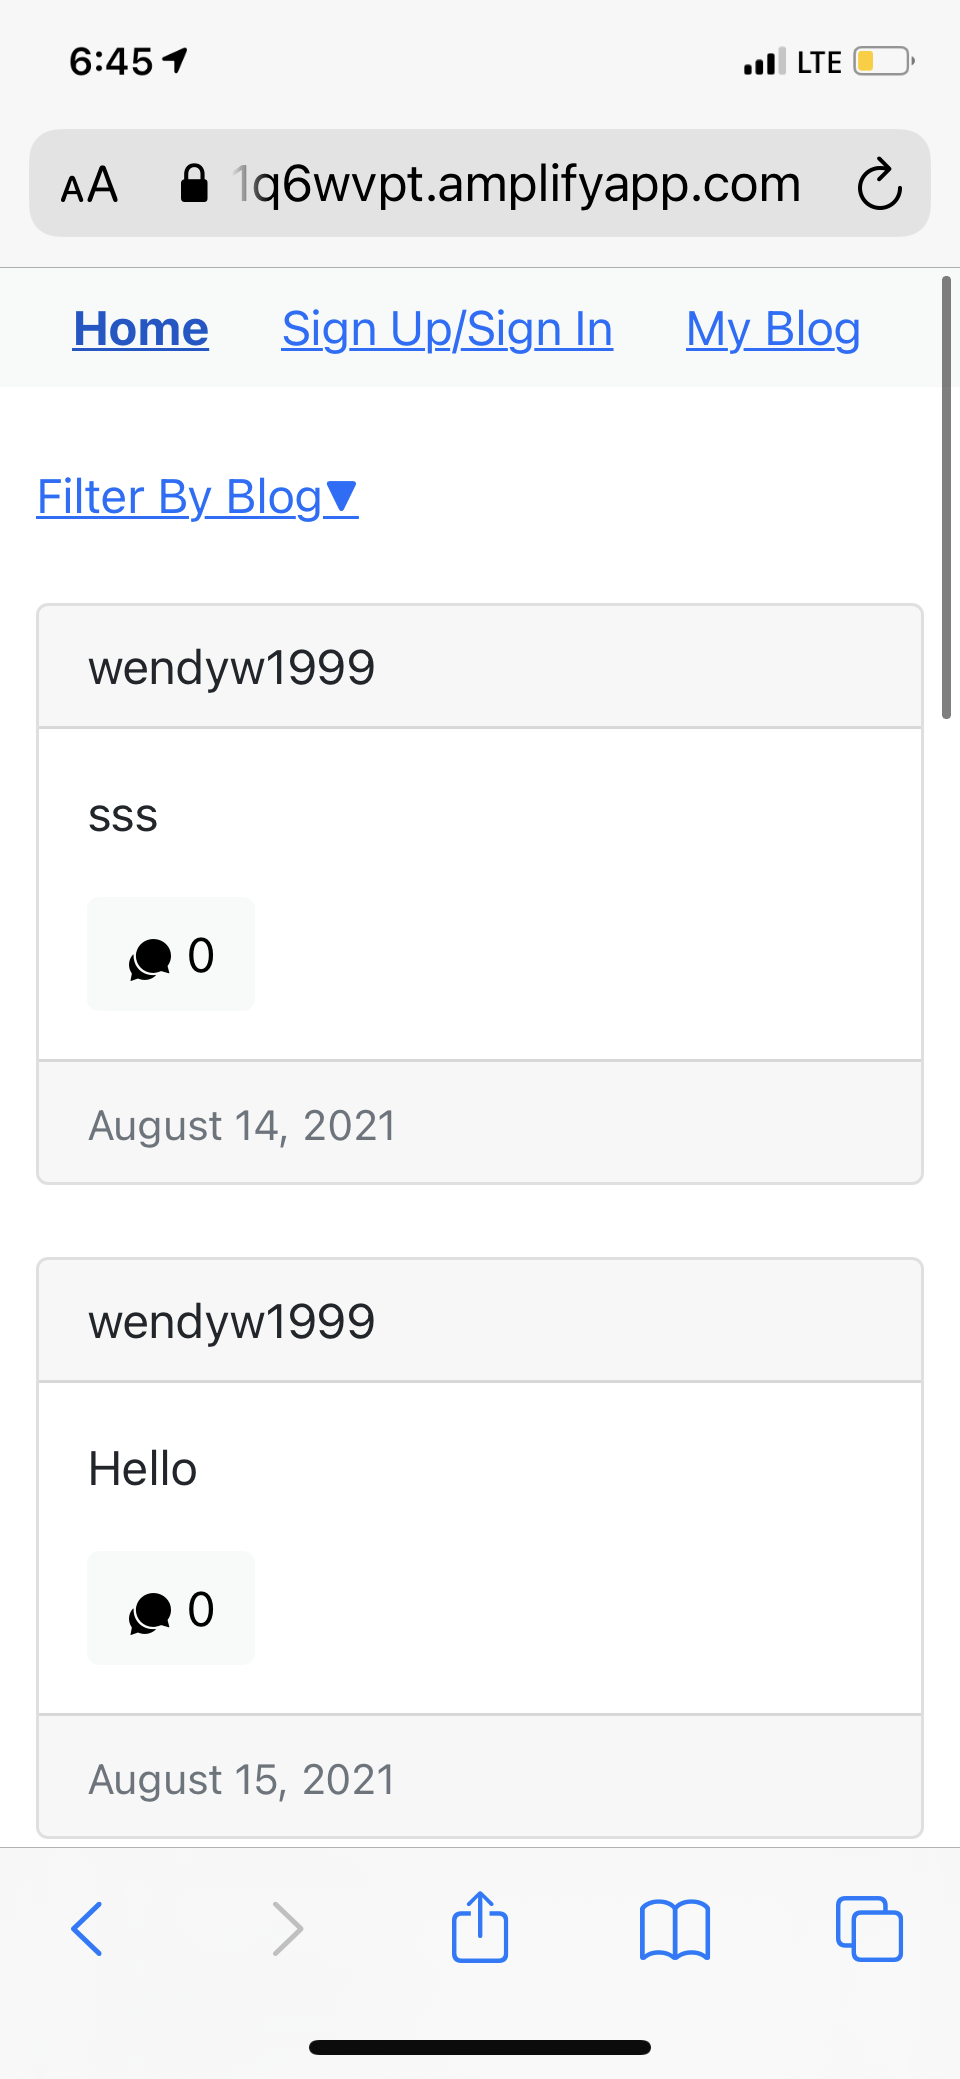 6:45 LTE
AA 1q6wvpt.amplifyapp.com
Home Sign Up/Sign In My Blog
Filter By Blog▼
wendyw1999
sss
0
August 14, 2021
wendyw1999
Hello
0
August 15, 2021